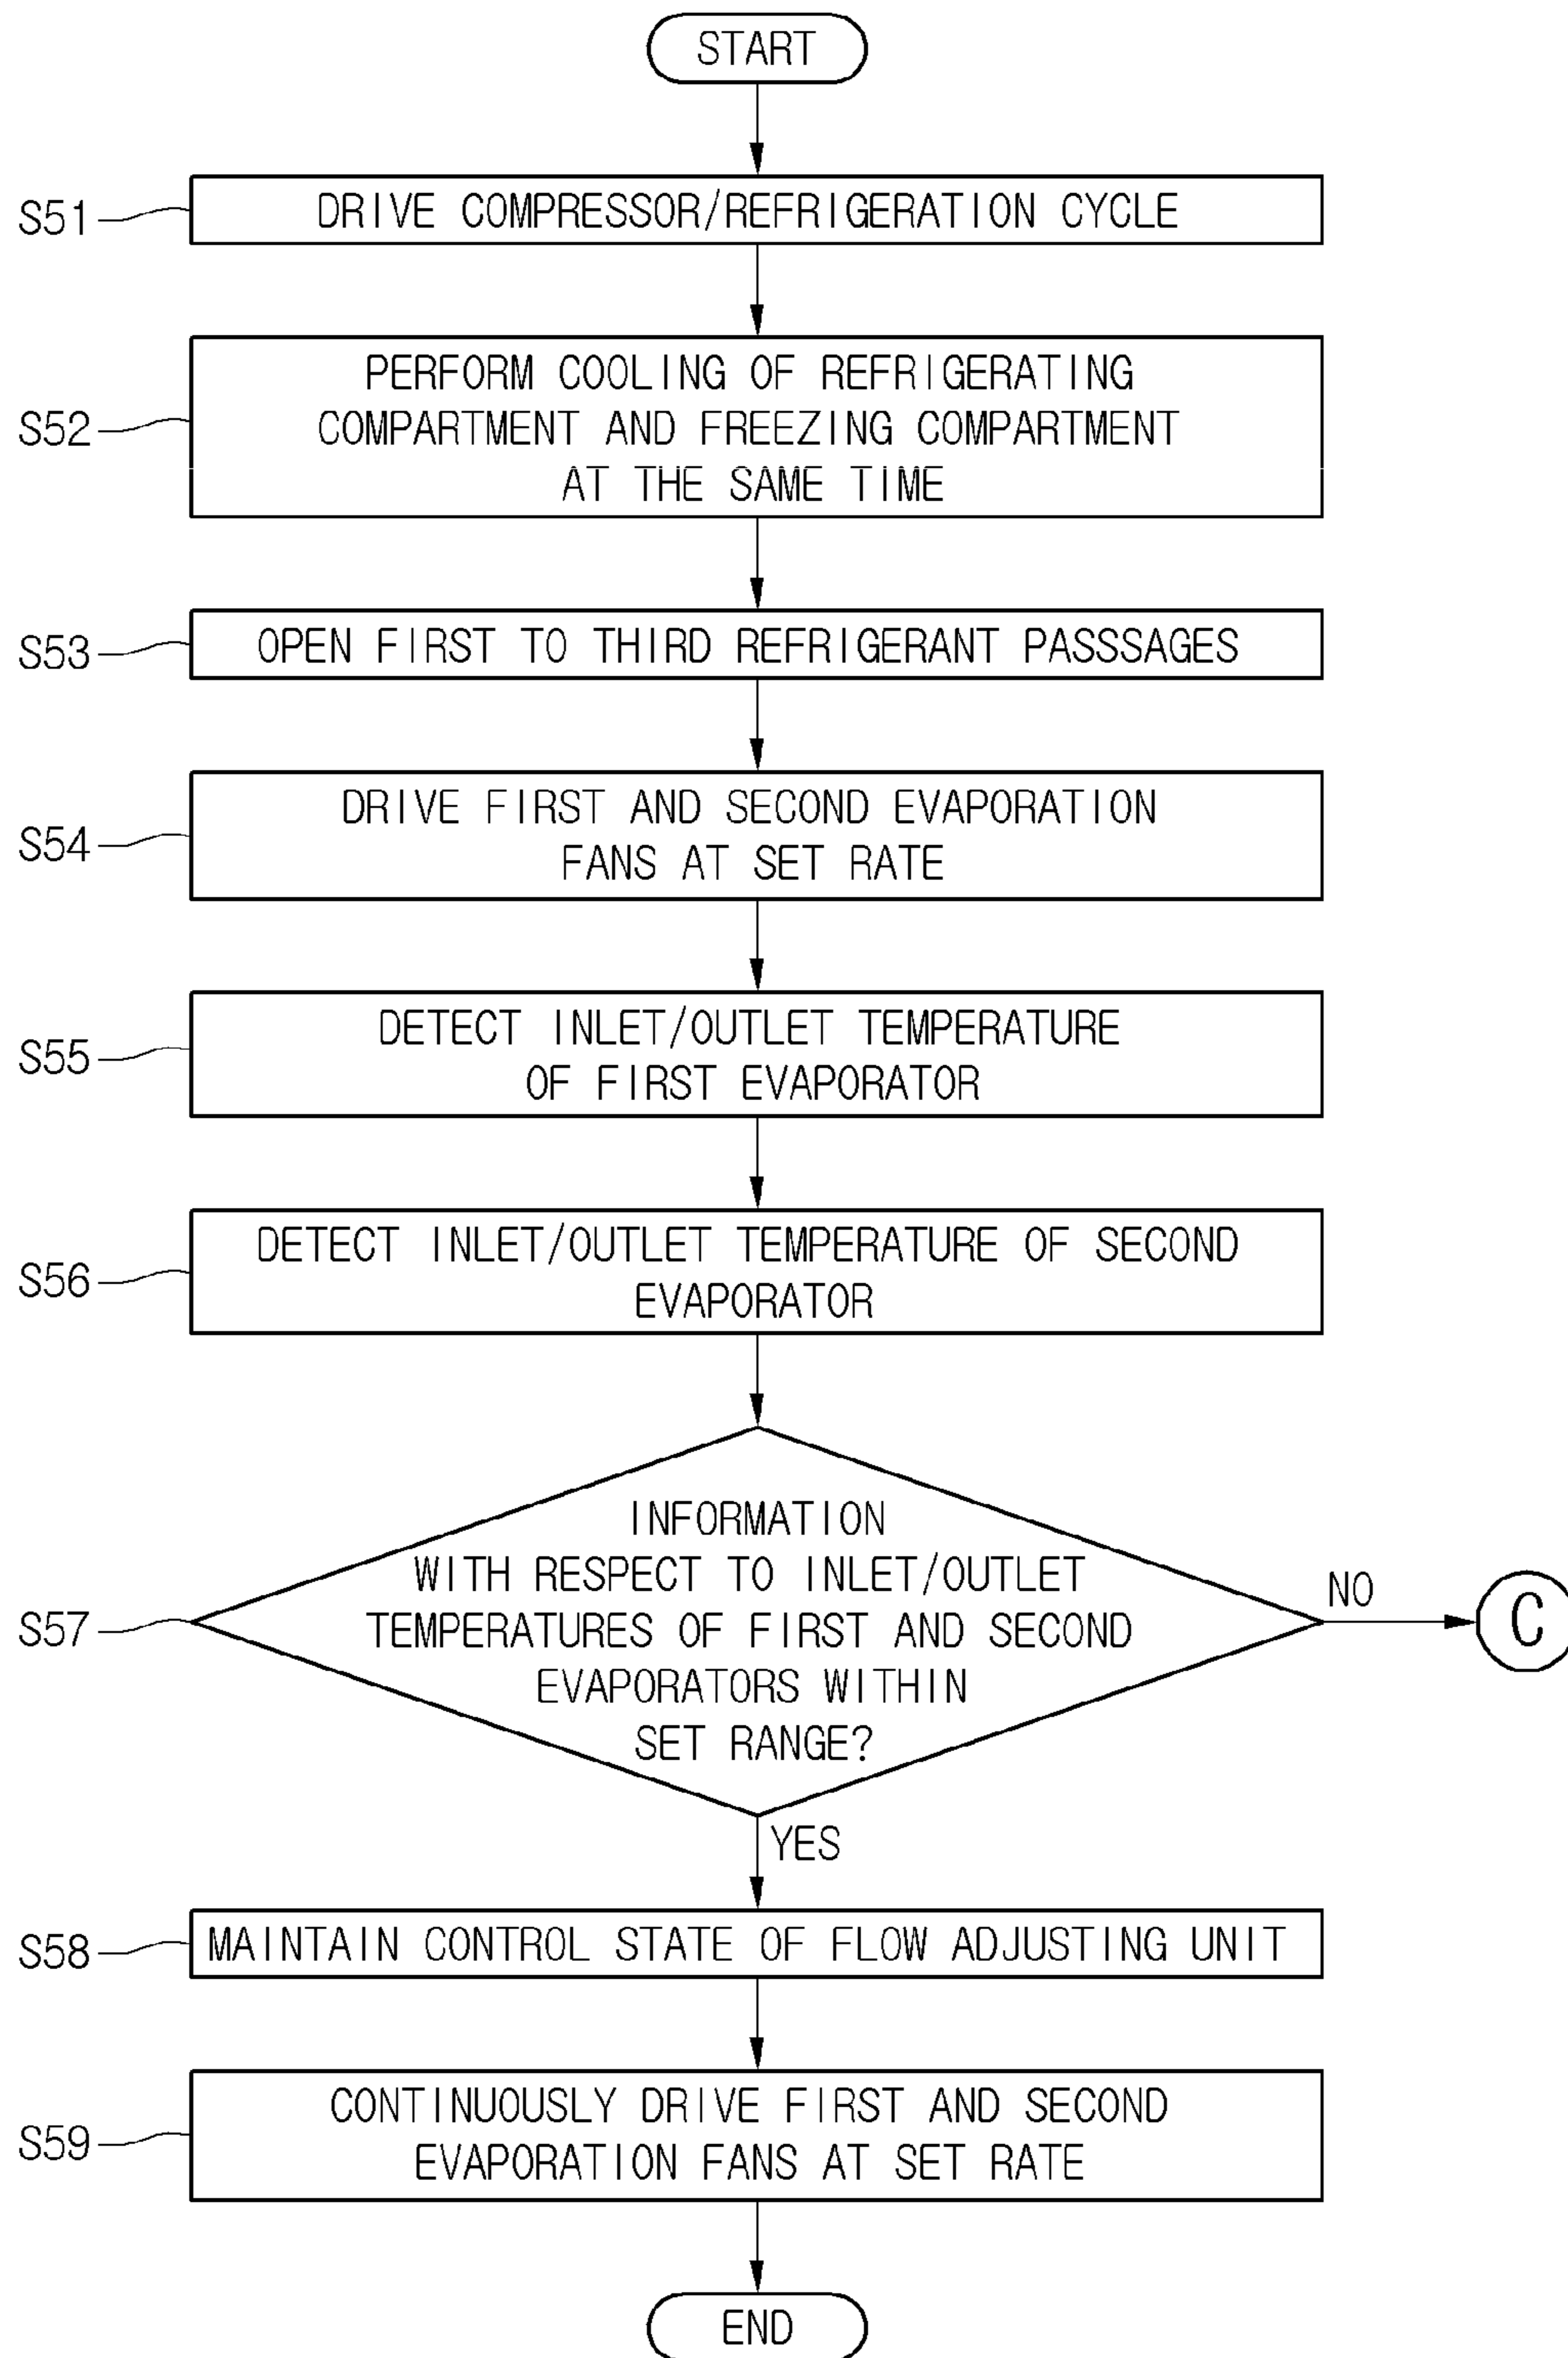 START
S51
DRIVE COMPRESSOR/REFRIGERATION CYCLE
S52
PERFORM COOLING OF REFRIGERATING
COMPARTMENT AND FREEZING COMPARTMENT
AT THE SAME TIME
S53
OPEN FIRST TO THIRD REFRIGERANT PASSSAGES
S54
DRIVE FIRST AND SECOND EVAPORATION
FANS AT SET RATE
S55
DETECT INLET/OUTLET TEMPERATURE
OF FIRST EVAPORATOR
S56
DETECT INLET/OUTLET TEMPERATURE OF SECOND
EVAPORATOR
S57
INFORMATION
WITH RESPECT TO INLET/OUTLET
TEMPERATURES OF FIRST AND SECOND
EVAPORATORS WITHIN
SET RANGE?
NO
C
YES
S58
MAINTAIN CONTROL STATE OF FLOW ADJUSTING UNIT
S59
CONTINUOUSLY DRIVE FIRST AND SECOND
EVAPORATION FANS AT SET RATE
END